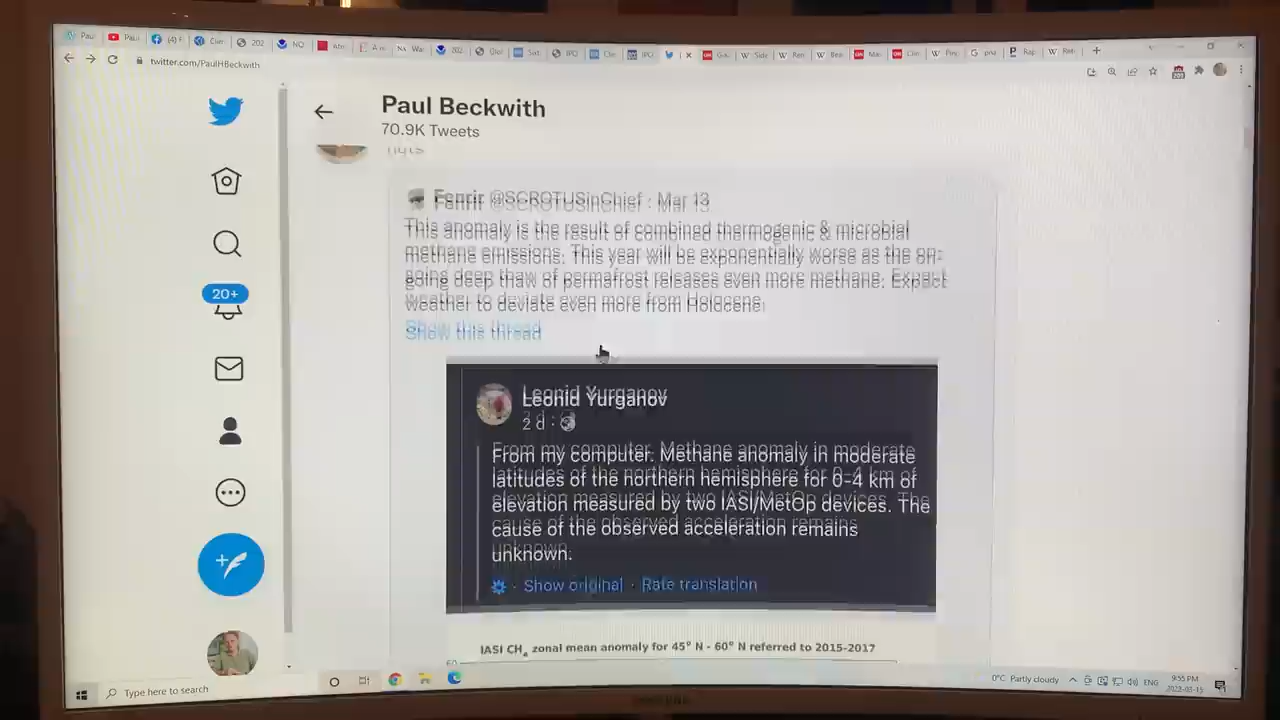 twitter.com/PaulHBeckwith
Paul Beckwith
70.9K Tweets
Fenrir @SCROTUSinChief · Mar 13
This anomaly is the result of combined thermogenic & microbial
methane emissions. This year will be exponentially worse as the on-
going deep thaw of permafrost releases even more methane. Expect
weather to deviate even more from Holocene.
Show this thread
20+
Leonid Yurganov
2 d ·
From my computer. Methane anomaly in moderate
latitudes of the northern hemisphere for 0-4 km of
elevation measured by two IASI/MetOp devices. The
cause of the observed acceleration remains
unknown.
· Show original · Rate translation
IASI CH4 zonal mean anomaly for 45° N - 60° N referred to 2015-2017
60
Type here to search
0°C Partly cloudy
ENG
9:55 PM
2022-03-15